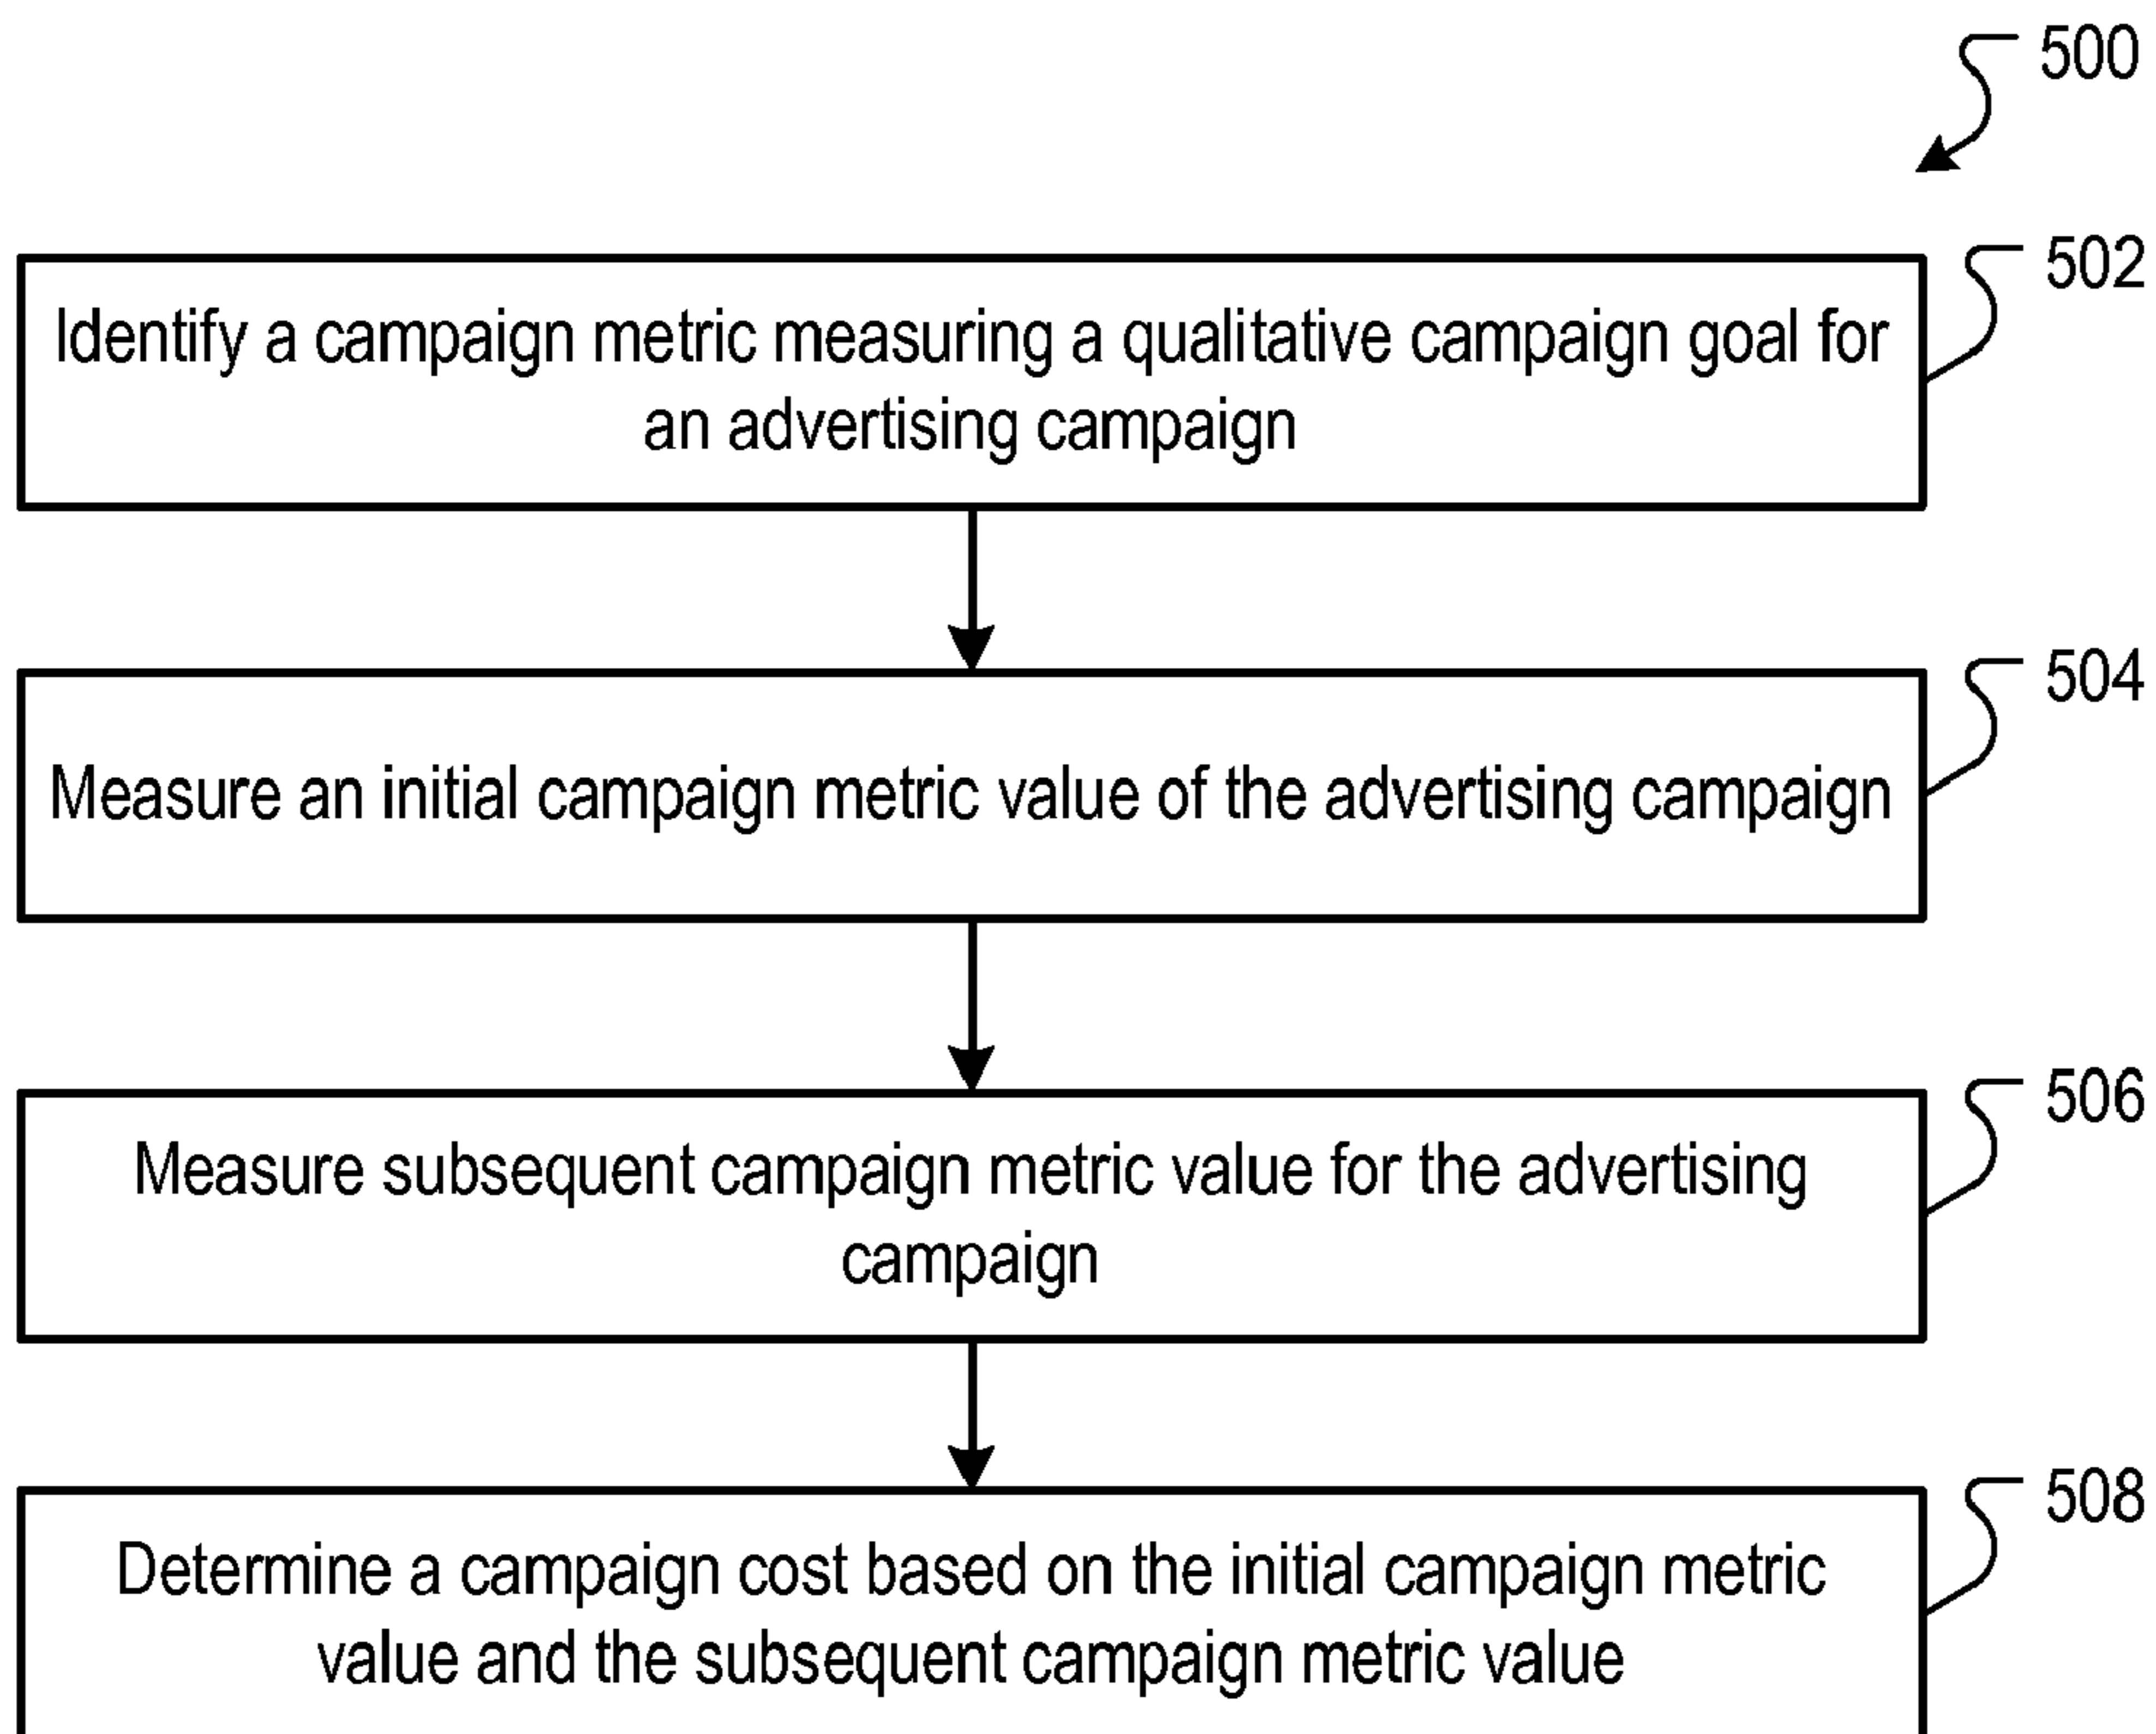 500
502
Identify a campaign metric measuring a qualitative campaign goal for
an advertising campaign
504
Measure an initial campaign metric value of the advertising campaign
506
Measure subsequent campaign metric value for the advertising
campaign
508
Determine a campaign cost based on the initial campaign metric
value and the subsequent campaign metric value